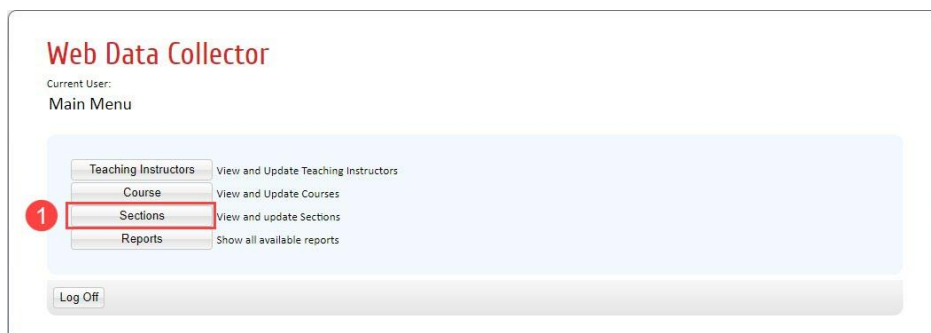 Web Data Collector
Current User:
Main Menu
Teaching Instructors View and Update Teaching Instructors
Course View and Update Courses
1 Sections View and update Sections
Reports Show all available reports
Log Off